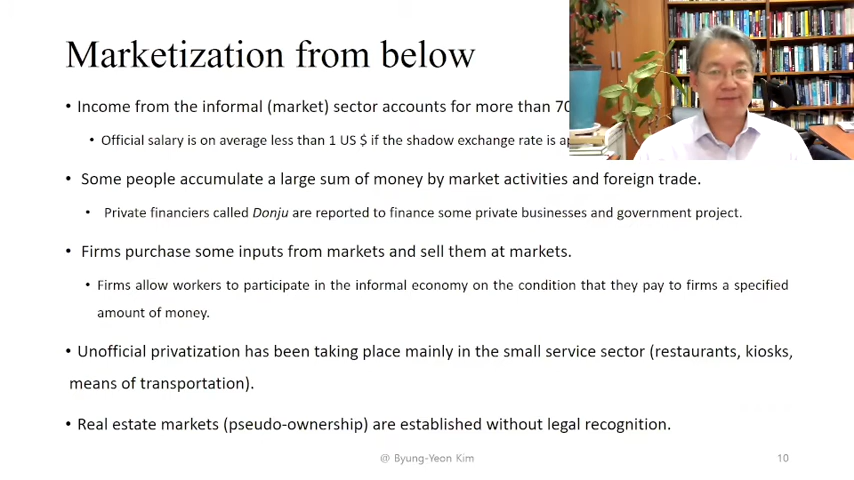 Marketization from below
• Income from the informal (market) sector accounts for more than 70
• Official salary is on average less than 1 US $ if the shadow exchange rate is
• Some people accumulate a large sum of money by market activities and foreign trade.
• Private financiers called Donju are reported to finance some private businesses and government project.
• Firms purchase some inputs from markets and sell them at markets.
• Firms allow workers to participate in the informal economy on the condition that they pay to firms a specified
amount of money.
• Unofficial privatization has been taking place mainly in the small service sector (restaurants, kiosks,
means of transportation).
• Real estate markets (pseudo-ownership) are established without legal recognition.
@ Byung-Yeon Kim
10